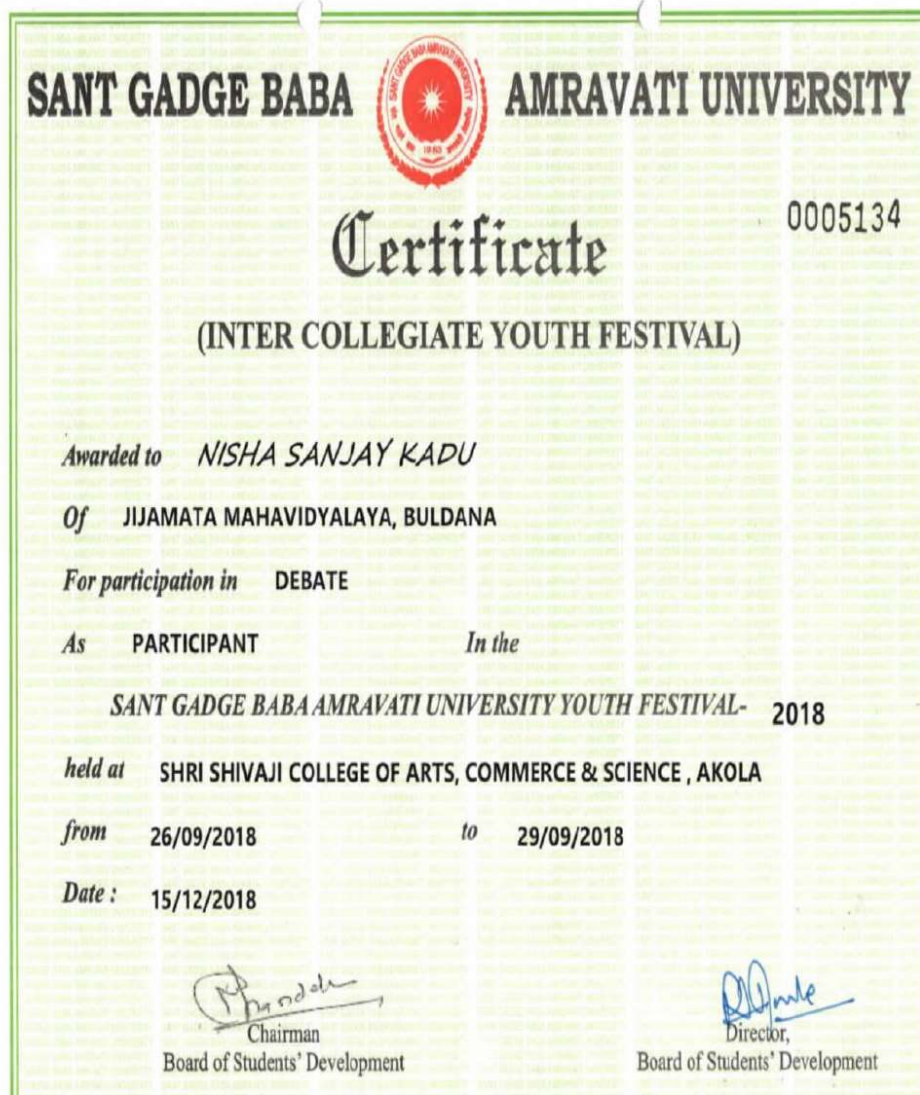 SANT GADGE BABA AMRAVATI UNIVERSITY
0005134
Certificate
(INTER COLLEGIATE YOUTH FESTIVAL)
Awarded to NISHA SANJAY KADU
Of JIJAMATA MAHAVIDYALAYA, BULDANA
For participation in DEBATE
As PARTICIPANT In the
SANT GADGE BABA AMRAVATI UNIVERSITY YOUTH FESTIVAL- 2018
held at SHRI SHIVAJI COLLEGE OF ARTS, COMMERCE & SCIENCE , AKOLA
from 26/09/2018 to 29/09/2018
Date : 15/12/2018
Chairman
Board of Students' Development
Director,
Board of Students' Development